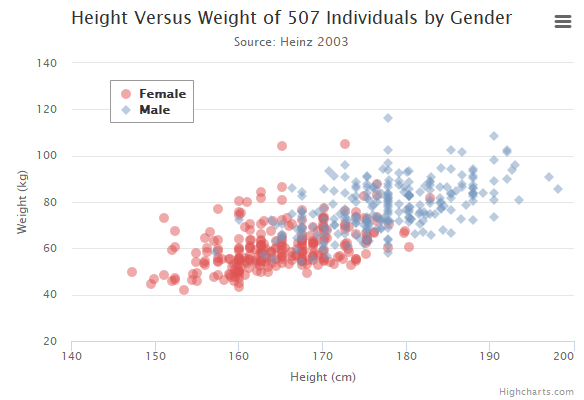 Height Versus Weight of 507 Individuals by Gender
Source: Heinz 2003
Female
Male
Weight (kg)
140
120
100
80
60
40
20
140 150 160 170 180 190 200
Height (cm)
Highcharts.com